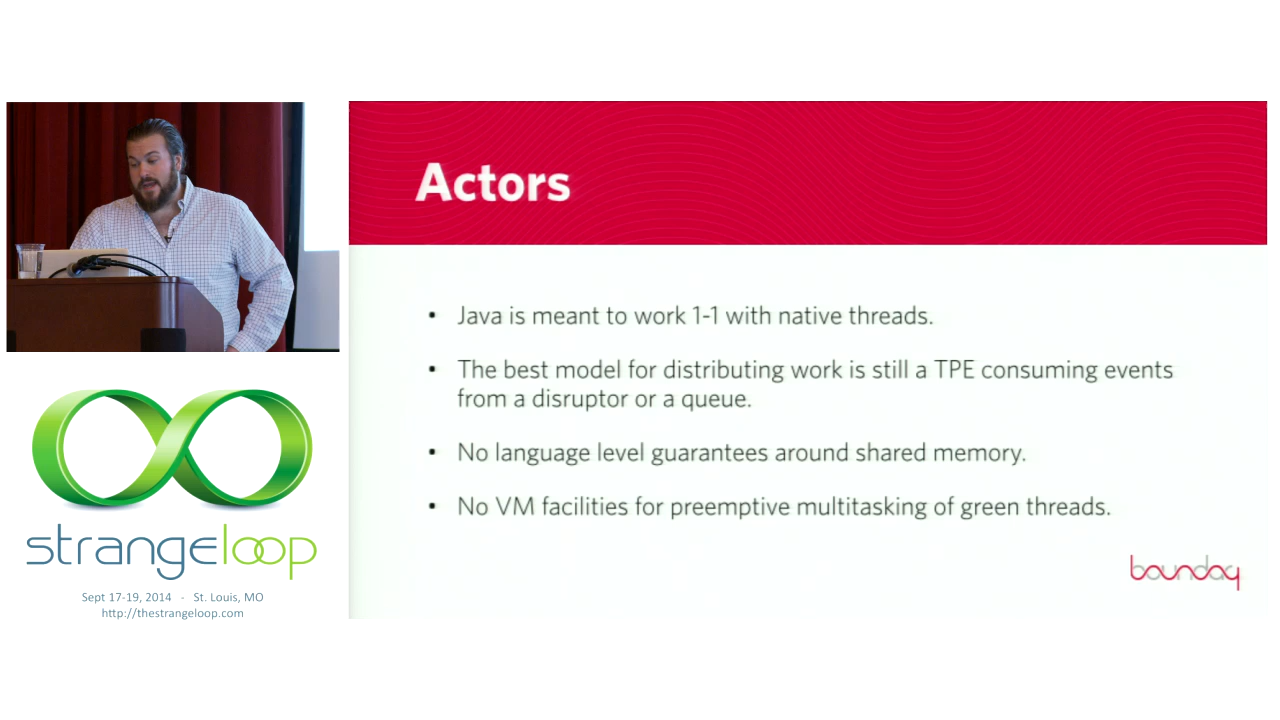 Actors
• Java is meant to work 1-1 with native threads.
• The best model for distributing work is still a TPE consuming events
from a disruptor or a queue.
• No language level guarantees around shared memory.
• No VM facilities for preemptive multitasking of green threads.
boundary
strangeloop
Sept 17-19, 2014 - St. Louis, MO
http://thestrangeloop.com